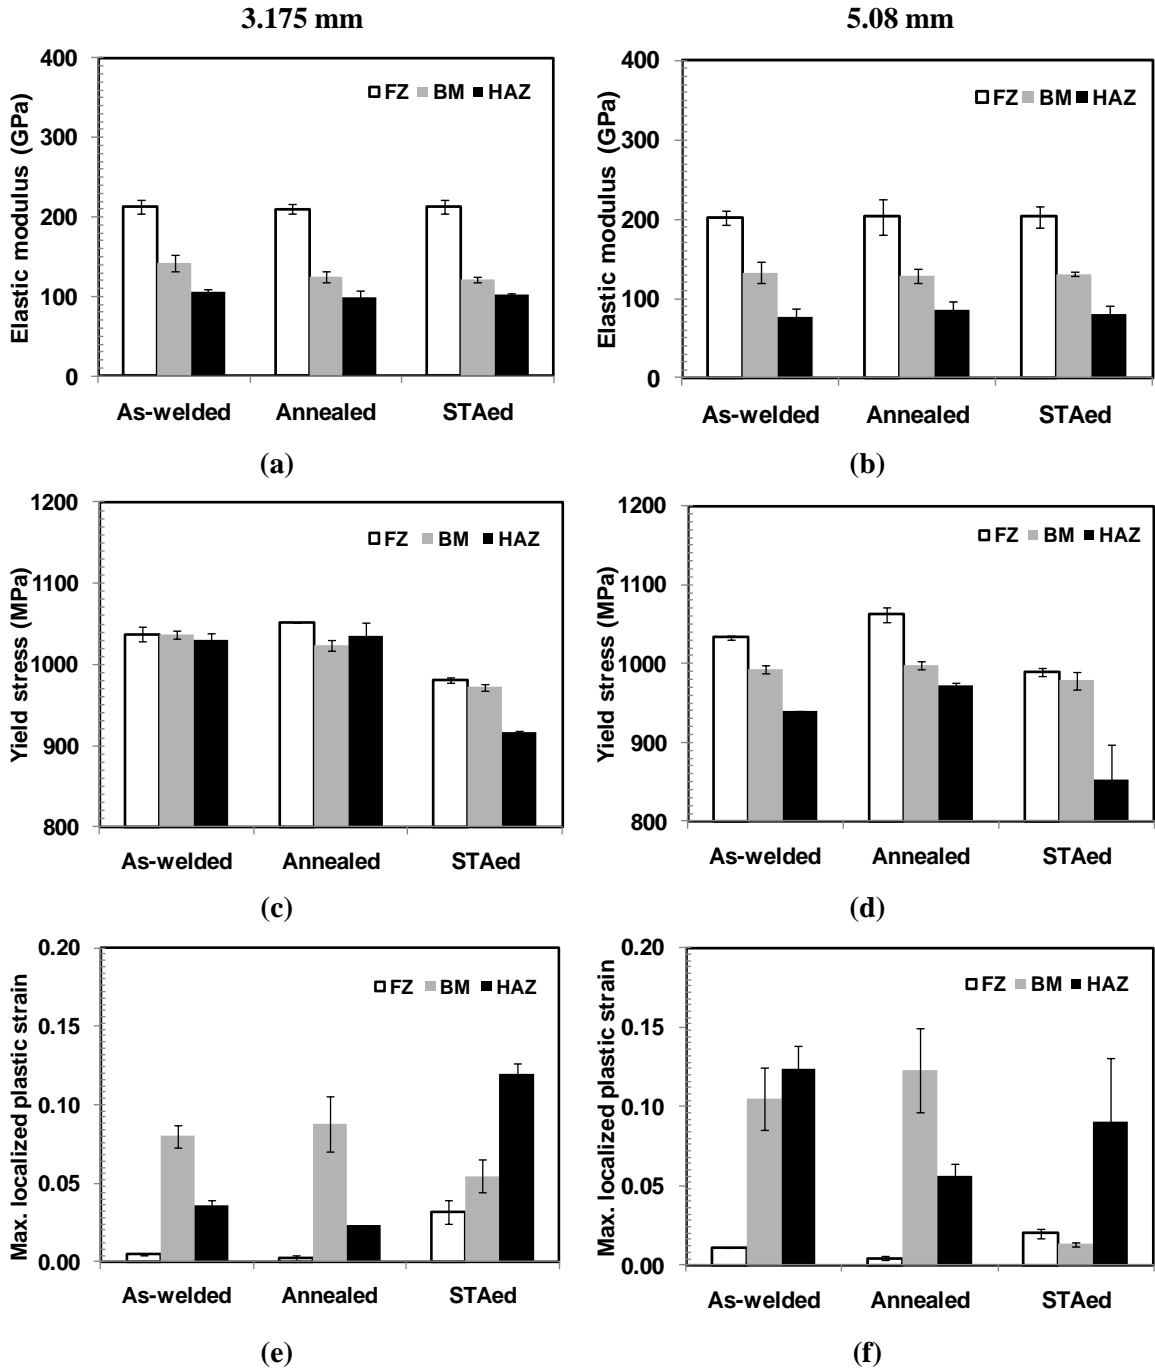 3.175 mm
5.08 mm
Elastic modulus (GPa)
400
300
200
100
0
FZ BM HAZ
As-welded Annealed STAed
(a)
Elastic modulus (GPa)
400
300
200
100
0
FZ BM HAZ
As-welded Annealed STAed
(b)
Yield stress (MPa)
1200
1100
1000
900
800
FZ BM HAZ
As-welded Annealed STAed
(c)
Yield stress (MPa)
1200
1100
1000
900
800
FZ BM HAZ
As-welded Annealed STAed
(d)
Max. localized plastic strain
0.20
0.15
0.10
0.05
0.00
FZ BM HAZ
As-welded Annealed STAed
(e)
Max. localized plastic strain
0.20
0.15
0.10
0.05
0.00
FZ BM HAZ
As-welded Annealed STAed
(f)